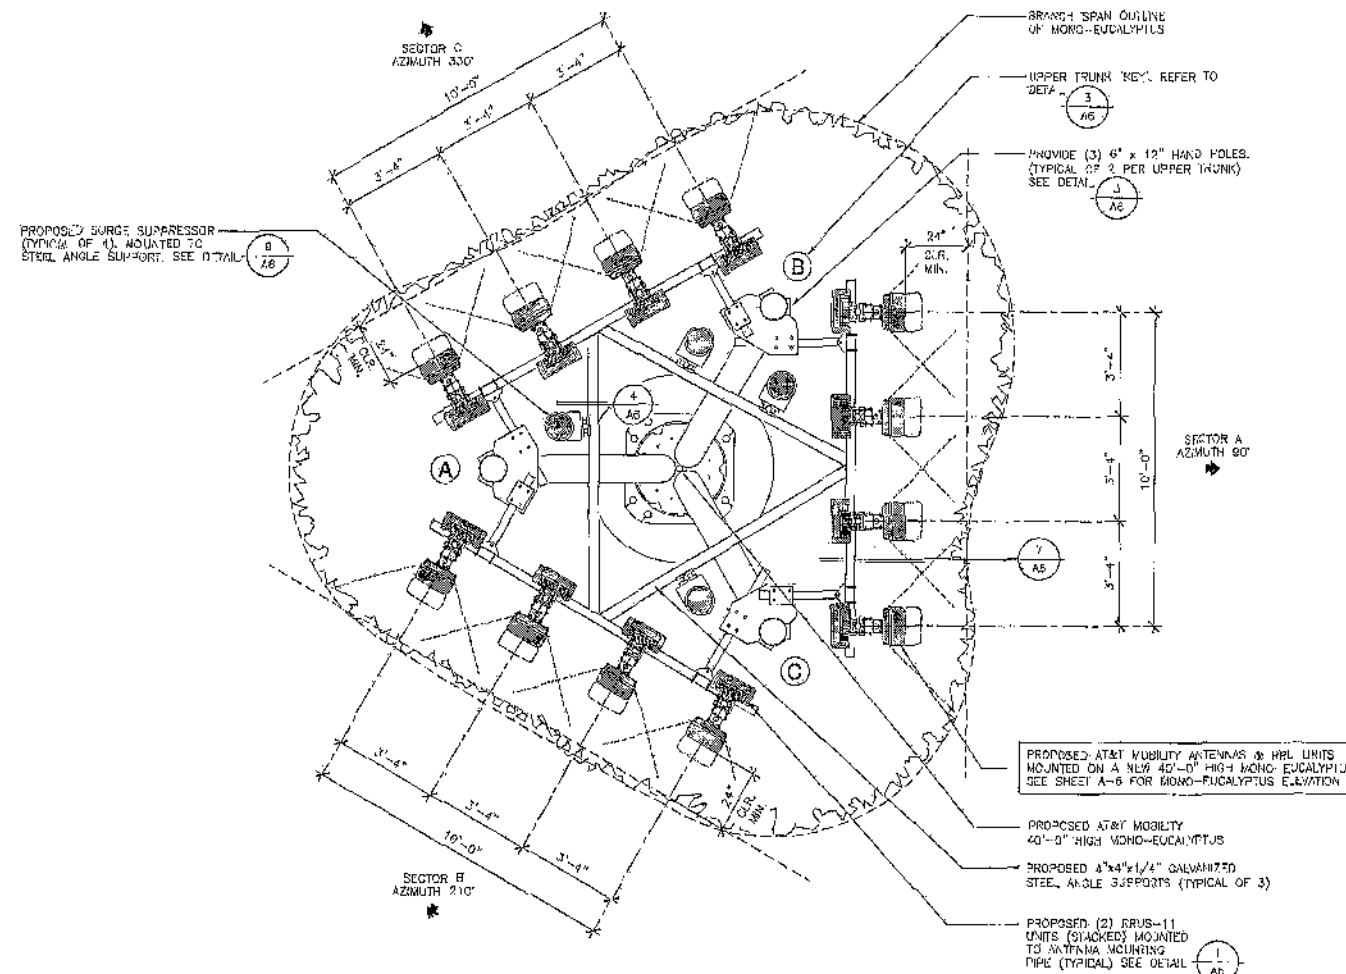 BRANCH SPAN OUTLINE
OF MONO-EUCALYPTUS
SECTOR C
AZIMUTH 330°
10'-0"
3'-4"
3'-4"
3'-4"
UPPER TRUNK "KEY", REFER TO
DETAIL
3
A6
PROVIDE (3) 6" x 12" HAND HOLES.
(TYPICAL OF 2 PER UPPER TRUNK)
SEE DETAIL
A6
PROPOSED SURGE SUPPRESSOR
(TYPICAL OF 4), MOUNTED TO
STEEL ANGLE SUPPORT. SEE DETAIL
A6
24"
CLR.
MIN.
B
24"
CLR.
MIN.
4
A6
A
C
3'-4"
3'-4"
3'-4"
10'-0"
SECTOR A
AZIMUTH 90°
3'-4"
3'-4"
3'-4"
10'-0"
24"
CLR.
MIN.
SECTOR B
AZIMUTH 210°
PROPOSED AT&T MOBILITY ANTENNAS & UNITS
MOUNTED ON A NEW 40'-0" HIGH MONO-EUCALYPTU
SEE SHEET A-6 FOR MONO-EUCALYPTUS ELEVATION
PROPOSED AT&T MOBILITY
40'-0" HIGH MONO-EUCALYPTUS
PROPOSED 4"x4"x1/4" GALVANIZED
STEEL ANGLE SUPPORTS (TYPICAL OF 3)
PROPOSED (2) RRUS-11
UNITS (STACKED) MOUNTED
TO ANTENNA MOUNTING
PIPE (TYPICAL) SEE DETAIL
1